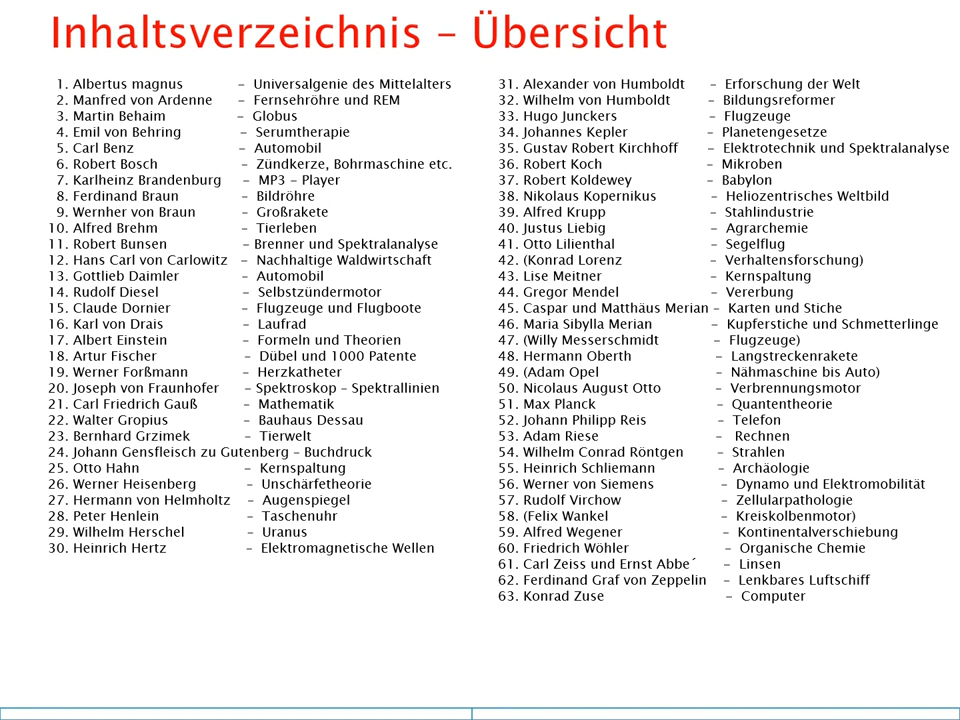 Inhaltsverzeichnis – Übersicht
1. Albertus magnus – Universalgenie des Mittelalters
2. Manfred von Ardenne – Fernsehröhre und REM
3. Martin Behaim – Globus
4. Emil von Behring – Serumtherapie
5. Carl Benz – Automobil
6. Robert Bosch – Zündkerze, Bohrmaschine etc.
7. Karlheinz Brandenburg – MP3 – Player
8. Ferdinand Braun – Bildröhre
9. Wernher von Braun – Großrakete
10. Alfred Brehm – Tierleben
11. Robert Bunsen – Brenner und Spektralanalyse
12. Hans Carl von Carlowitz – Nachhaltige Waldwirtschaft
13. Gottlieb Daimler – Automobil
14. Rudolf Diesel – Selbstzündermotor
15. Claude Dornier – Flugzeuge und Flugboote
16. Karl von Drais – Laufrad
17. Albert Einstein – Formeln und Theorien
18. Artur Fischer – Dübel und 1000 Patente
19. Werner Forßmann – Herzkatheter
20. Joseph von Fraunhofer – Spektroskop – Spektrallinien
21. Carl Friedrich Gauß – Mathematik
22. Walter Gropius – Bauhaus Dessau
23. Bernhard Grzimek – Tierwelt
24. Johann Gensfleisch zu Gutenberg – Buchdruck
25. Otto Hahn – Kernspaltung
26. Werner Heisenberg – Unschärfetheorie
27. Hermann von Helmholtz – Augenspiegel
28. Peter Henlein – Taschenuhr
29. Wilhelm Herschel – Uranus
30. Heinrich Hertz – Elektromagnetische Wellen
31. Alexander von Humboldt – Erforschung der Welt
32. Wilhelm von Humboldt – Bildungsreformer
33. Hugo Junckers – Flugzeuge
34. Johannes Kepler – Planetengesetze
35. Gustav Robert Kirchhoff – Elektrotechnik und Spektralanalyse
36. Robert Koch – Mikroben
37. Robert Koldewey – Babylon
38. Nikolaus Kopernikus – Heliozentrisches Weltbild
39. Alfred Krupp – Stahlindustrie
40. Justus Liebig – Agrarchemie
41. Otto Lilienthal – Segelflug
42. (Konrad Lorenz – Verhaltensforschung)
43. Lise Meitner – Kernspaltung
44. Gregor Mendel – Vererbung
45. Caspar und Matthäus Merian – Karten und Stiche
46. Maria Sibylla Merian – Kupferstiche und Schmetterlinge
47. (Willy Messerschmidt – Flugzeuge)
48. Hermann Oberth – Langstreckenrakete
49. (Adam Opel – Nähmaschine bis Auto)
50. Nicolaus August Otto – Verbrennungsmotor
51. Max Planck – Quantentheorie
52. Johann Philipp Reis – Telefon
53. Adam Riese – Rechnen
54. Wilhelm Conrad Röntgen – Strahlen
55. Heinrich Schliemann – Archäologie
56. Werner von Siemens – Dynamo und Elektromobilität
57. Rudolf Virchow – Zellularpathologie
58. (Felix Wankel – Kreiskolbenmotor)
59. Alfred Wegener – Kontinentalverschiebung
60. Friedrich Wöhler – Organische Chemie
61. Carl Zeiss und Ernst Abbe´ – Linsen
62. Ferdinand Graf von Zeppelin – Lenkbares Luftschiff
63. Konrad Zuse – Computer